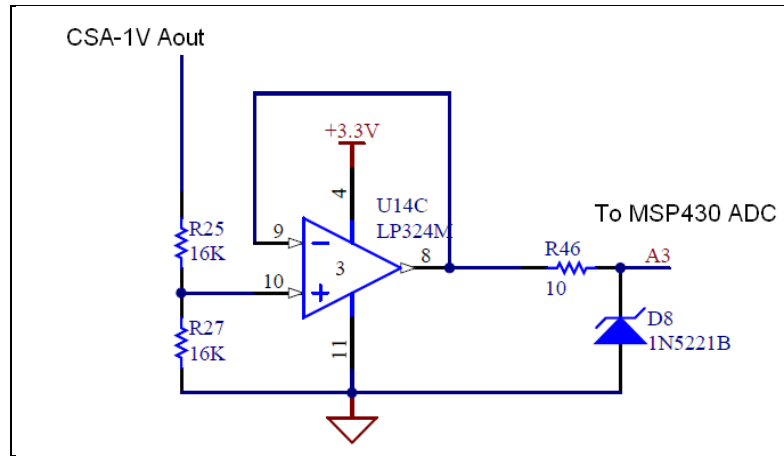 CSA-1V Aout
+3.3V
4
U14C
LP324M
To MSP430 ADC
R25
16K
9
3
8
R46
10
A3
10
R27
16K
11
D8
1N5221B